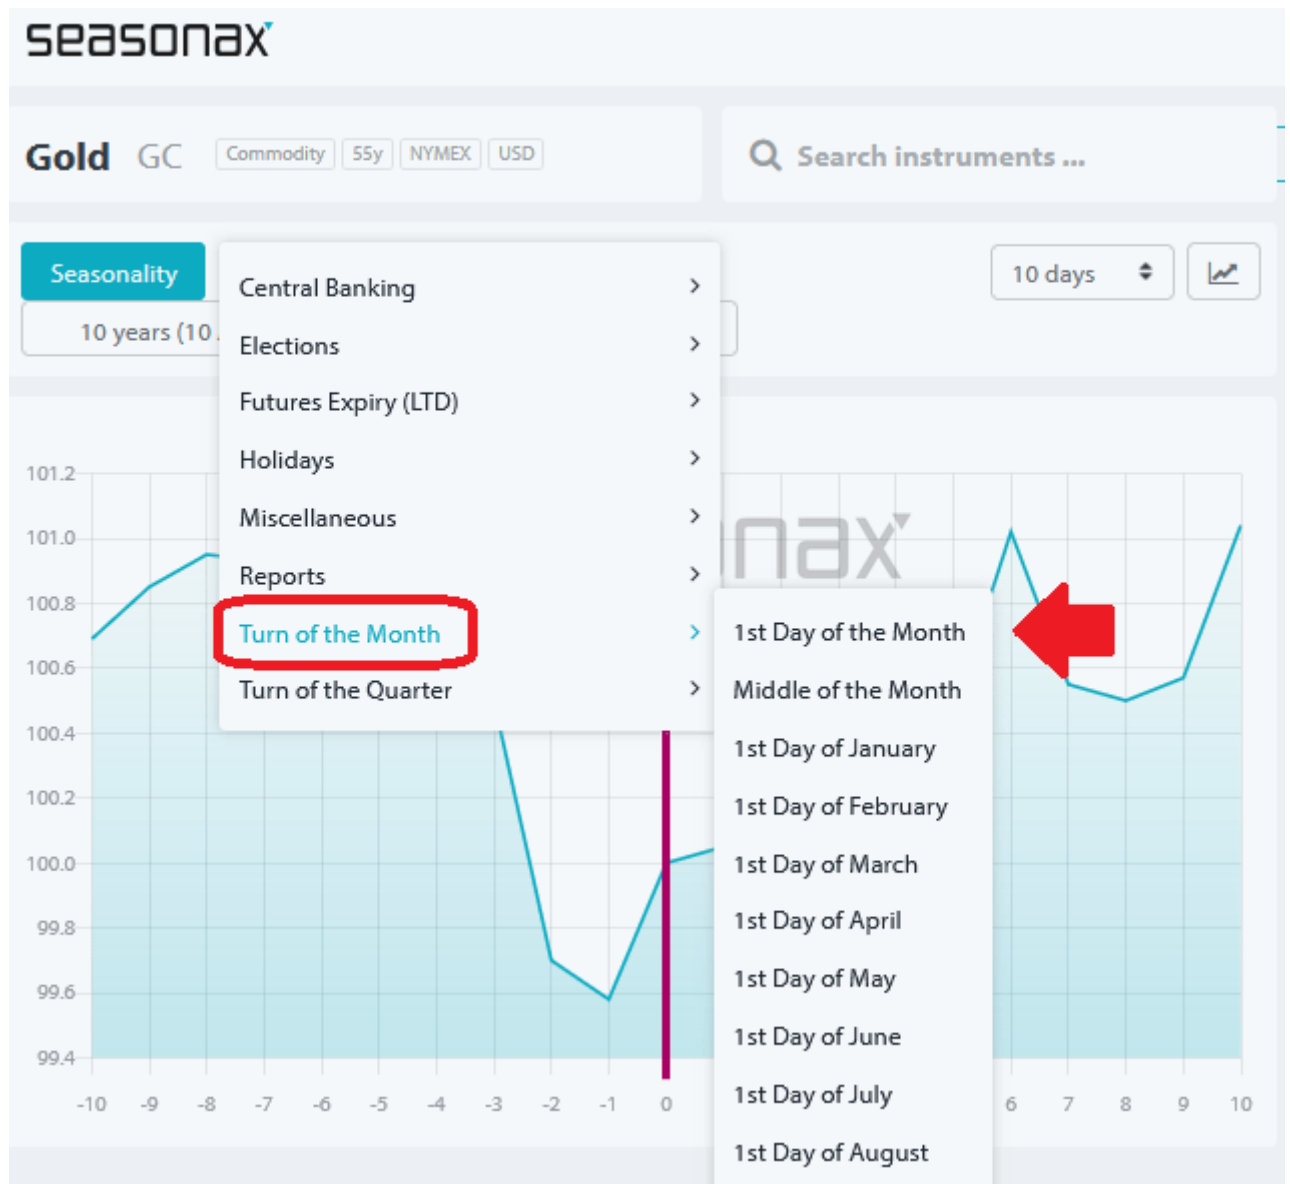 seasonax
Gold GC Commodity 55y NYMEX USD
Search instruments ...
Seasonality
10 days
10 years (10
Central Banking
Elections
Futures Expiry (LTD)
Holidays
Miscellaneous
Reports
Turn of the Month
Turn of the Quarter
1st Day of the Month
Middle of the Month
1st Day of January
1st Day of February
1st Day of March
1st Day of April
1st Day of May
1st Day of June
1st Day of July
1st Day of August
nax
101.2
101.0
100.8
100.6
100.4
100.2
100.0
99.8
99.6
99.4
-10 -9 -8 -7 -6 -5 -4 -3 -2 -1 0 6 7 8 9 10